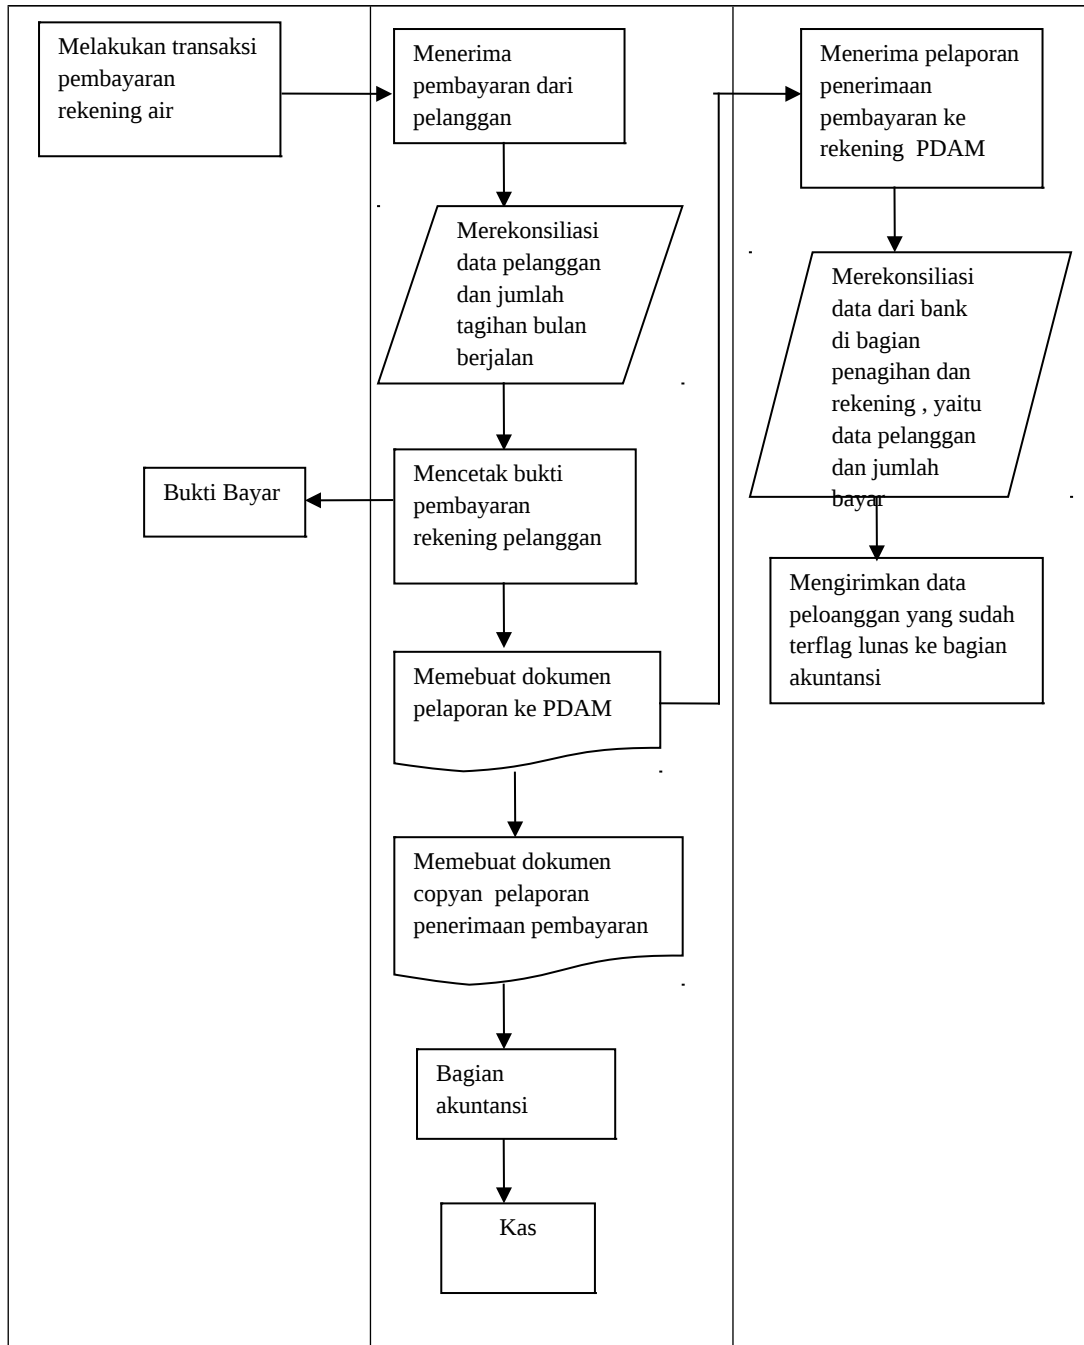 Melakukan transaksi
pembayaran
rekening air
Menerima
pembayaran dari
pelanggan
Menerima pelaporan
penerimaan
pembayaran ke
rekening  PDAM
Merekonsiliasi
data pelanggan
dan jumlah
tagihan bulan
berjalan
Merekonsiliasi
data dari bank
di bagian
penagihan dan
rekening , yaitu
data pelanggan
dan jumlah
bayar
Bukti Bayar
Mencetak bukti
pembayaran
rekening pelanggan
Mengirimkan data
peloanggan yang sudah
terflag lunas ke bagian
akuntansi
Memebuat dokumen
pelaporan ke PDAM
Memebuat dokumen
copyan  pelaporan
penerimaan pembayaran
Bagian
akuntansi
Kas